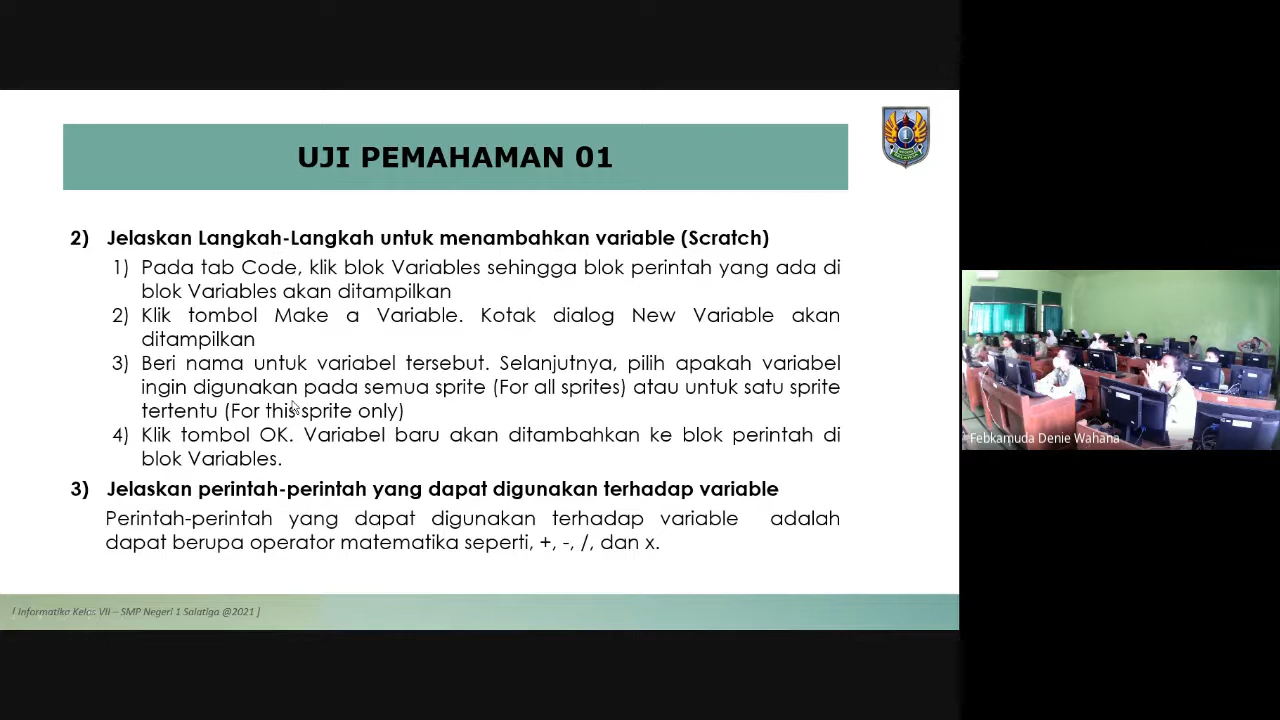 UJI PEMAHAMAN 01
2) Jelaskan Langkah-Langkah untuk menambahkan variable (Scratch)
1) Pada tab Code, klik blok Variables sehingga blok perintah yang ada di
blok Variables akan ditampilkan
2) Klik tombol Make a Variable. Kotak dialog New Variable akan
ditampilkan
3) Beri nama untuk variabel tersebut. Selanjutnya, pilih apakah variabel
ingin digunakan pada semua sprite (For all sprites) atau untuk satu sprite
tertentu (For this sprite only)
4) Klik tombol OK. Variabel baru akan ditambahkan ke blok perintah di
blok Variables.
3) Jelaskan perintah-perintah yang dapat digunakan terhadap variable
Perintah-perintah yang dapat digunakan terhadap variable adalah
dapat berupa operator matematika seperti, +, -, /, dan x.
[ Informatika Kelas VII – SMP Negeri 1 Salatiga @2021 ]
1
Febkamuda Denie Wahana